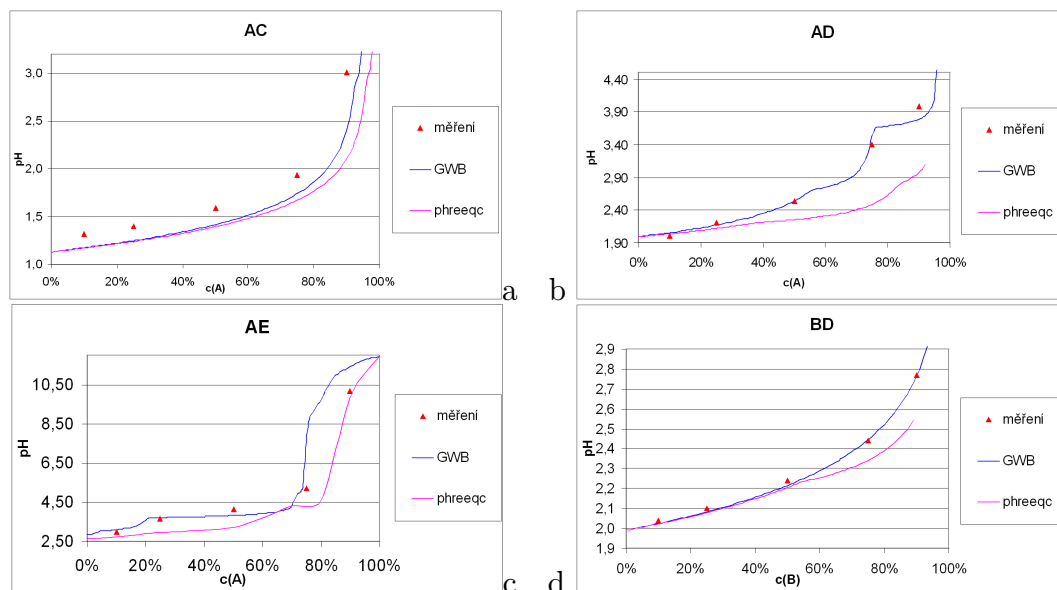 AC
3,0
2,5
2,0
1,5
1,0
pH
0% 20% 40% 60% 80% 100%
c(A)
měření
GWB
phreeqc
a
AD
4,40
3,90
3,40
2,90
2,40
1,90
pH
0% 20% 40% 60% 80% 100%
c(A)
měření
GWB
phreeqc
b
AE
10,50
8,50
6,50
4,50
2,50
pH
0% 20% 40% 60% 80% 100%
c(A)
měření
GWB
phreeqc
c
BD
2,9
2,8
2,7
2,6
2,5
2,4
2,3
2,2
2,1
2,0
1,9
pH
0% 20% 40% 60% 80% 100%
c(B)
měření
GWB
phreeqc
d